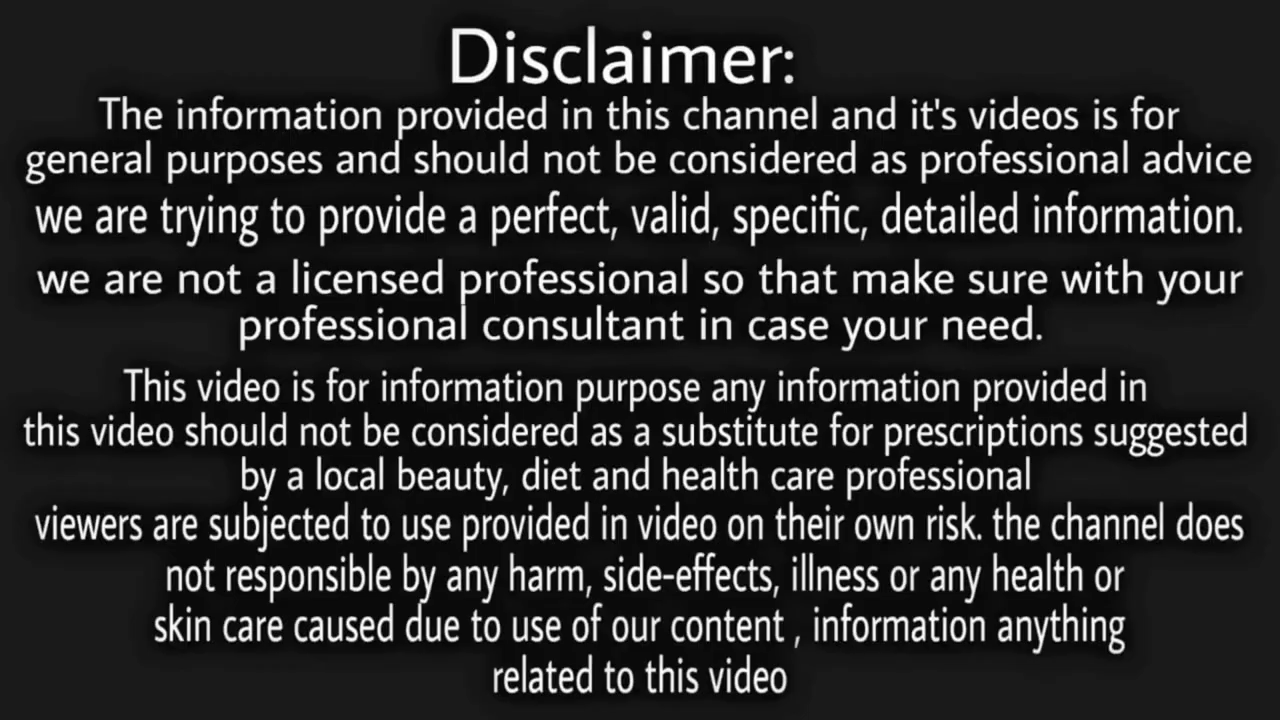 Disclaimer:
The information provided in this channel and it's videos is for
general purposes and should not be considered as professional advice
we are trying to provide a perfect, valid, specific, detailed information.
we are not a licensed professional so that make sure with your
professional consultant in case your need.
This video is for information purpose any information provided in
this video should not be considered as a substitute for prescriptions suggested
by a local beauty, diet and health care professional
viewers are subjected to use provided in video on their own risk. the channel does
not responsible by any harm, side-effects, illness or any health or
skin care caused due to use of our content , information anything
related to this video